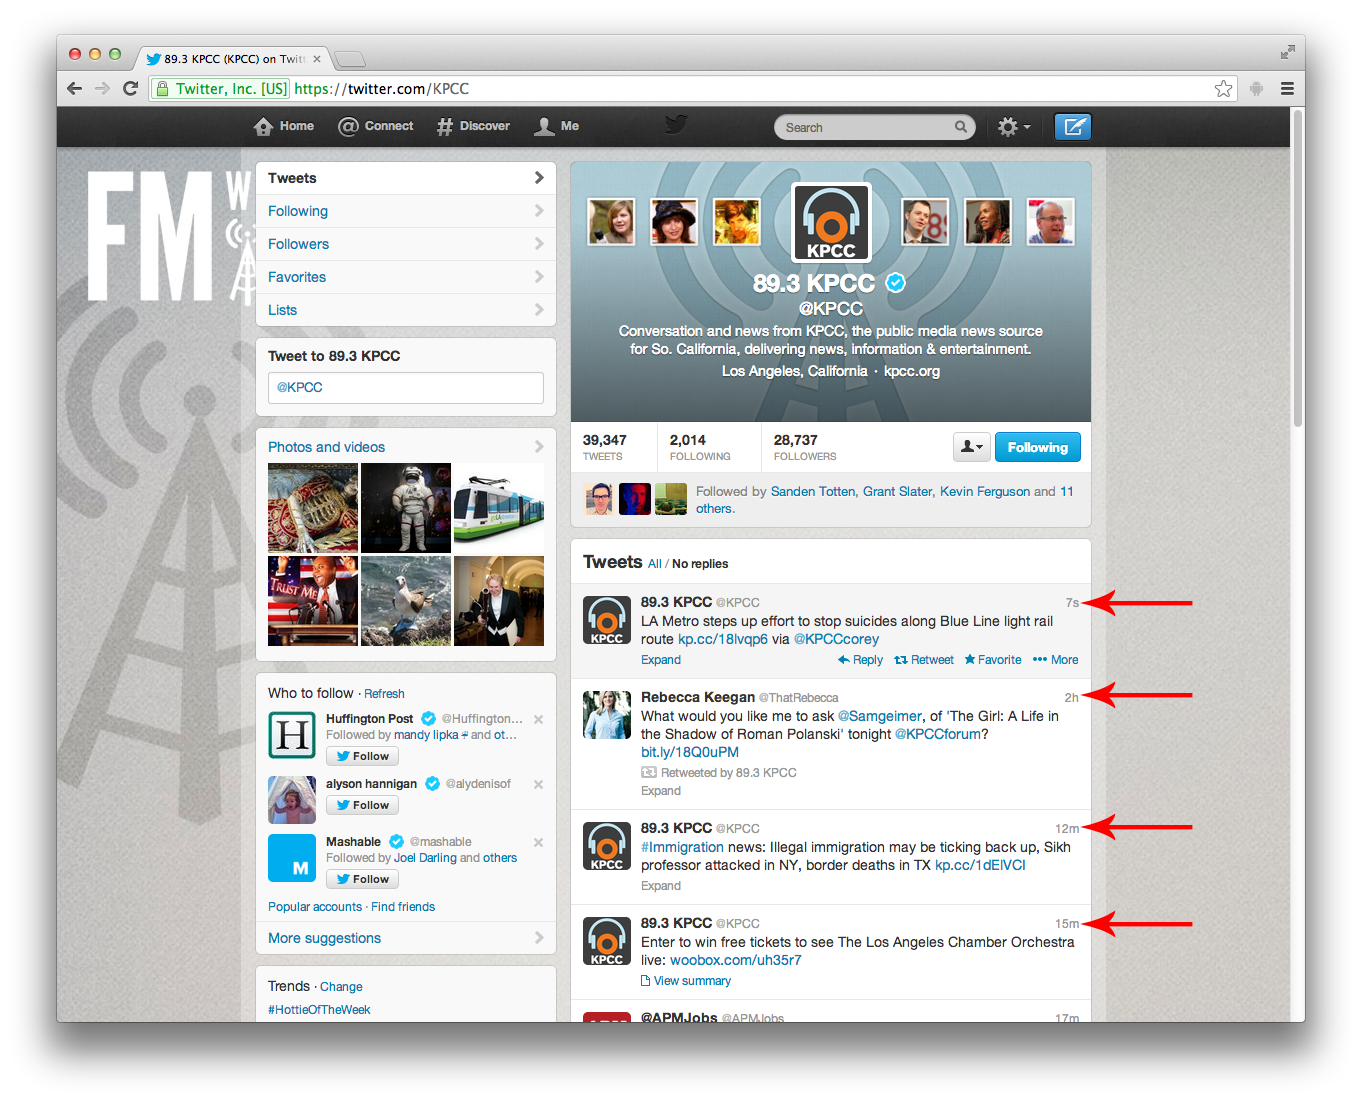 89.3 KPCC (KPCC) on Twitt
Twitter, Inc. [US] https://twitter.com/KPCC
Home
Connect
Discover
Me
Search
FM
W
Tweets
Following
Followers
Favorites
Lists
Tweet to 89.3 KPCC
@KPCC
Photos and videos
TRUST ME
Who to follow · Refresh
H
Huffington Post @Huffington...
Followed by mandy lipka and ot...
Follow
alyson hannigan @alydenisof
Follow
M
Mashable @mashable
Followed by Joel Darling and others
Follow
Popular accounts · Find friends
More suggestions
Trends · Change
#HottieOfTheWeek
KPCC
89.3 KPCC
@KPCC
Conversation and news from KPCC, the public media news source
for So. California, delivering news, information & entertainment.
Los Angeles, California · kpcc.org
39,347
TWEETS
2,014
FOLLOWING
28,737
FOLLOWERS
Following
Followed by Sanden Totten, Grant Slater, Kevin Ferguson and 11
others.
Tweets All / No replies
KPCC
89.3 KPCC @KPCC 7s
LA Metro steps up effort to stop suicides along Blue Line light rail
route kp.cc/18lvqp6 via @KPCCcorey
Expand Reply Retweet Favorite More
Rebecca Keegan @ThatRebecca 2h
What would you like me to ask @Samgeimer, of 'The Girl: A Life in
the Shadow of Roman Polanski' tonight @KPCCforum?
bit.ly/18Q0uPM
Retweeted by 89.3 KPCC
Expand
KPCC
89.3 KPCC @KPCC 12m
#Immigration news: Illegal immigration may be ticking back up, Sikh
professor attacked in NY, border deaths in TX kp.cc/1dElVCI
Expand
KPCC
89.3 KPCC @KPCC 15m
Enter to win free tickets to see The Los Angeles Chamber Orchestra
live: woobox.com/uh35r7
View summary
@APMJobs @APMJobs 17m